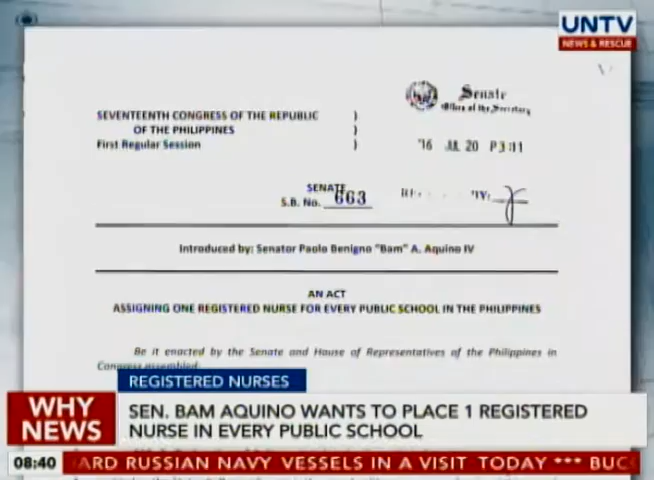 UNTV
NEWS & RESCUE
Senate
Office of the Secretary
SEVENTEENTH CONGRESS OF THE REPUBLIC )
OF THE PHILIPPINES )
First Regular Session )
'16 JUL 20 P3:11
SENATE
S.B. No. 663
Introduced by: Senator Paolo Benigno "Bam" A. Aquino IV
AN ACT
ASSIGNING ONE REGISTERED NURSE FOR EVERY PUBLIC SCHOOL IN THE PHILIPPINES
Be it enacted by the Senate and House of Representatives of the Philippines in
Congress assembled:
REGISTERED NURSES
WHY
NEWS
SEN. BAM AQUINO WANTS TO PLACE 1 REGISTERED
NURSE IN EVERY PUBLIC SCHOOL
08:40
ARD RUSSIAN NAVY VESSELS IN A VISIT TODAY *** BUC